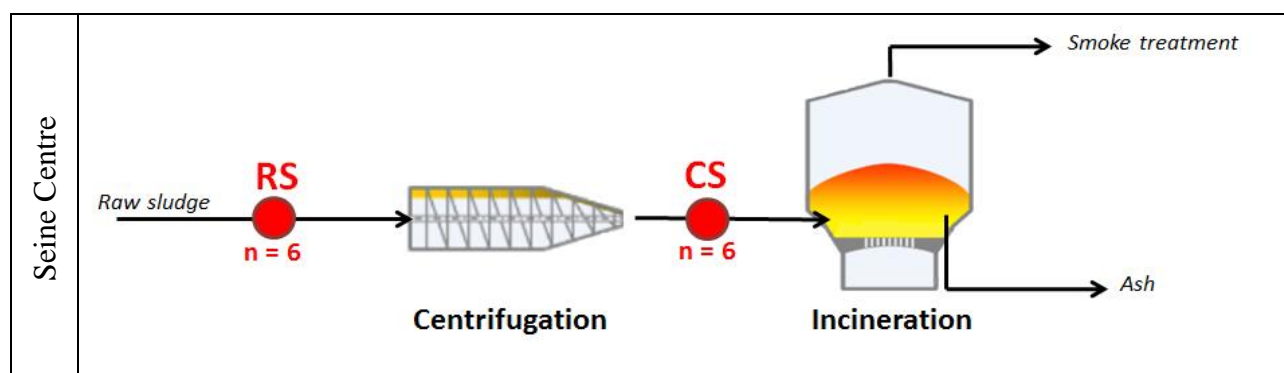 Seine Centre
Smoke treatment
RS
CS
Raw sludge
n = 6
n = 6
Ash
Centrifugation
Incineration